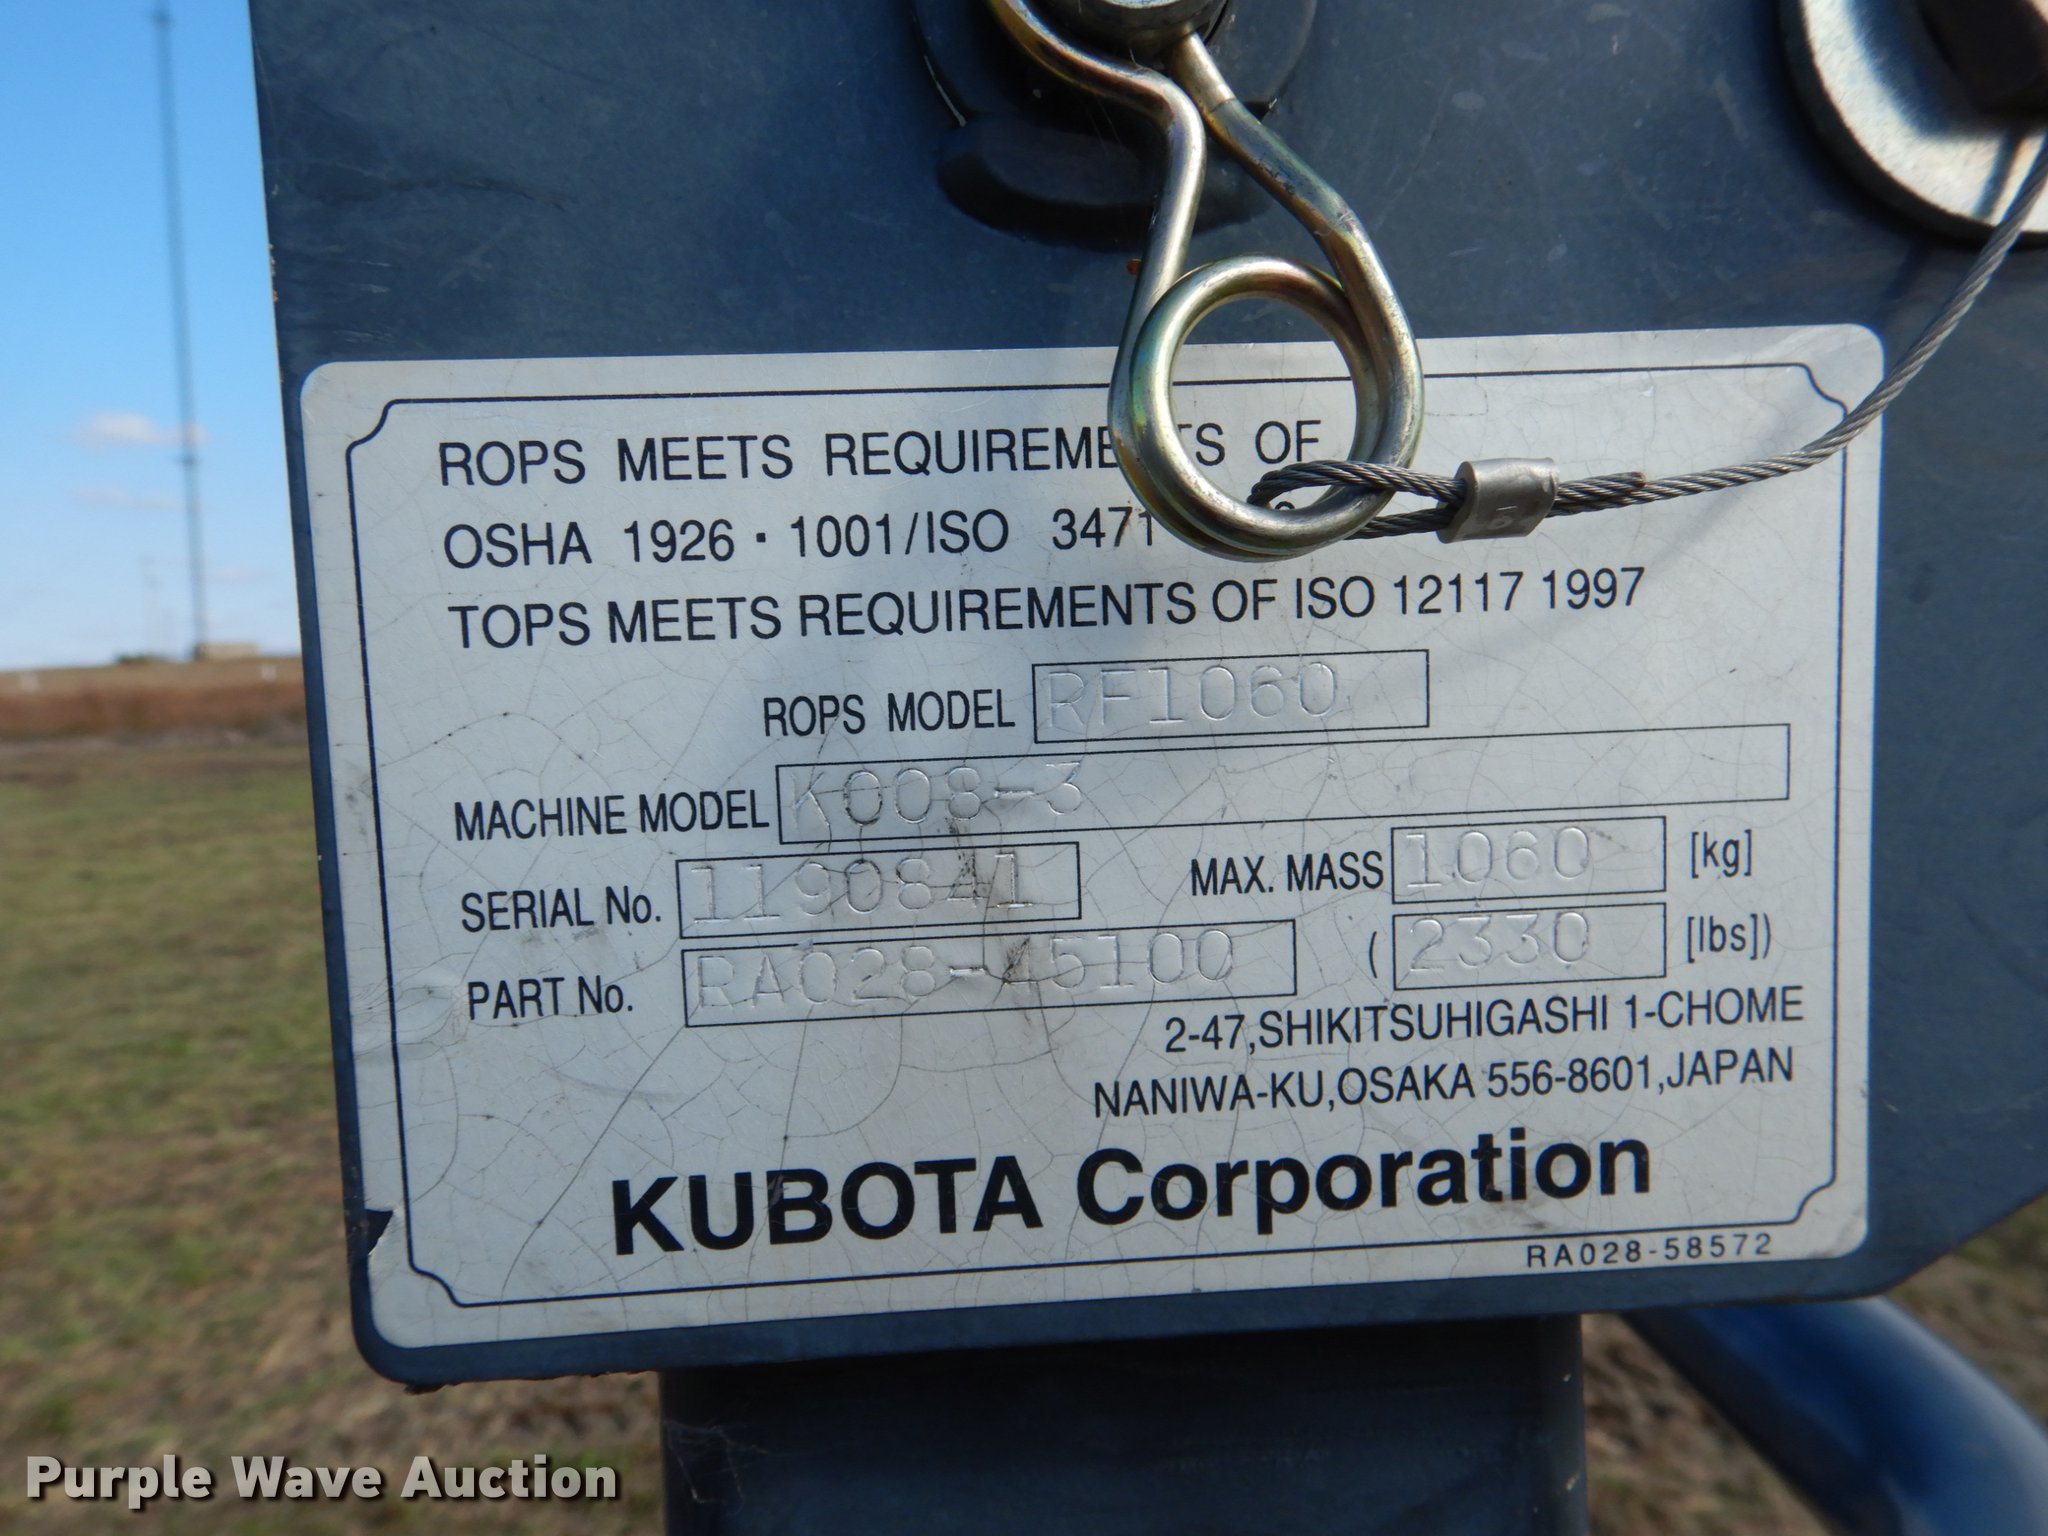 ROPS MEETS REQUIREMENTS OF
OSHA 1926・1001/ISO 3471
TOPS MEETS REQUIREMENTS OF ISO 12117 1997
ROPS MODEL RF1060
MACHINE MODEL K008-3
SERIAL No. 1190841 MAX. MASS 1060 [kg]
PART No. RA028-45100 ( 2330 [lbs])
2-47,SHIKITSUHIGASHI 1-CHOME
NANIWA-KU,OSAKA 556-8601,JAPAN
KUBOTA Corporation
RA028-58572
Purple Wave Auction